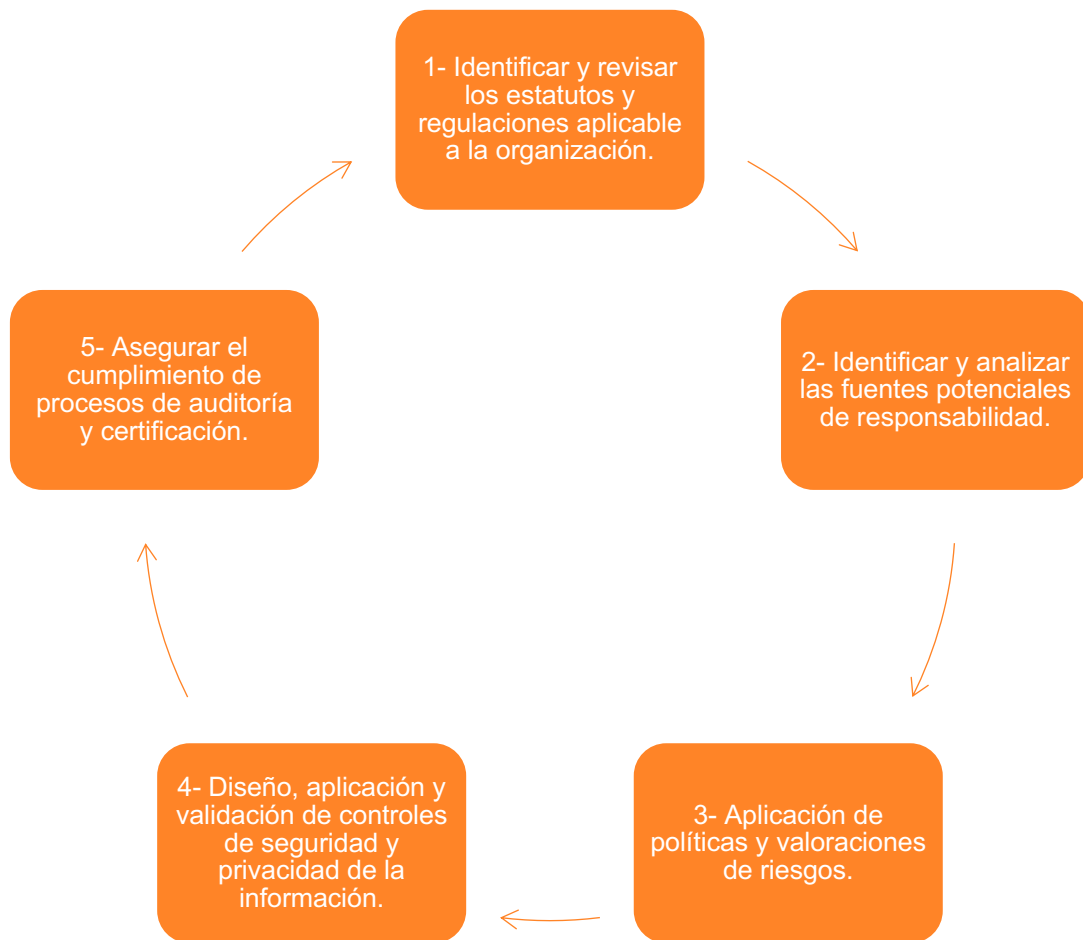 1- Identificar y revisar
los estatutos y
regulaciones aplicable
a la organización.
2- Identificar y analizar
las fuentes potenciales
de responsabilidad.
3- Aplicación de
políticas y valoraciones
de riesgos.
4- Diseño, aplicación y
validación de controles
de seguridad y
privacidad de la
información.
5- Asegurar el
cumplimiento de
procesos de auditoría
y certificación.